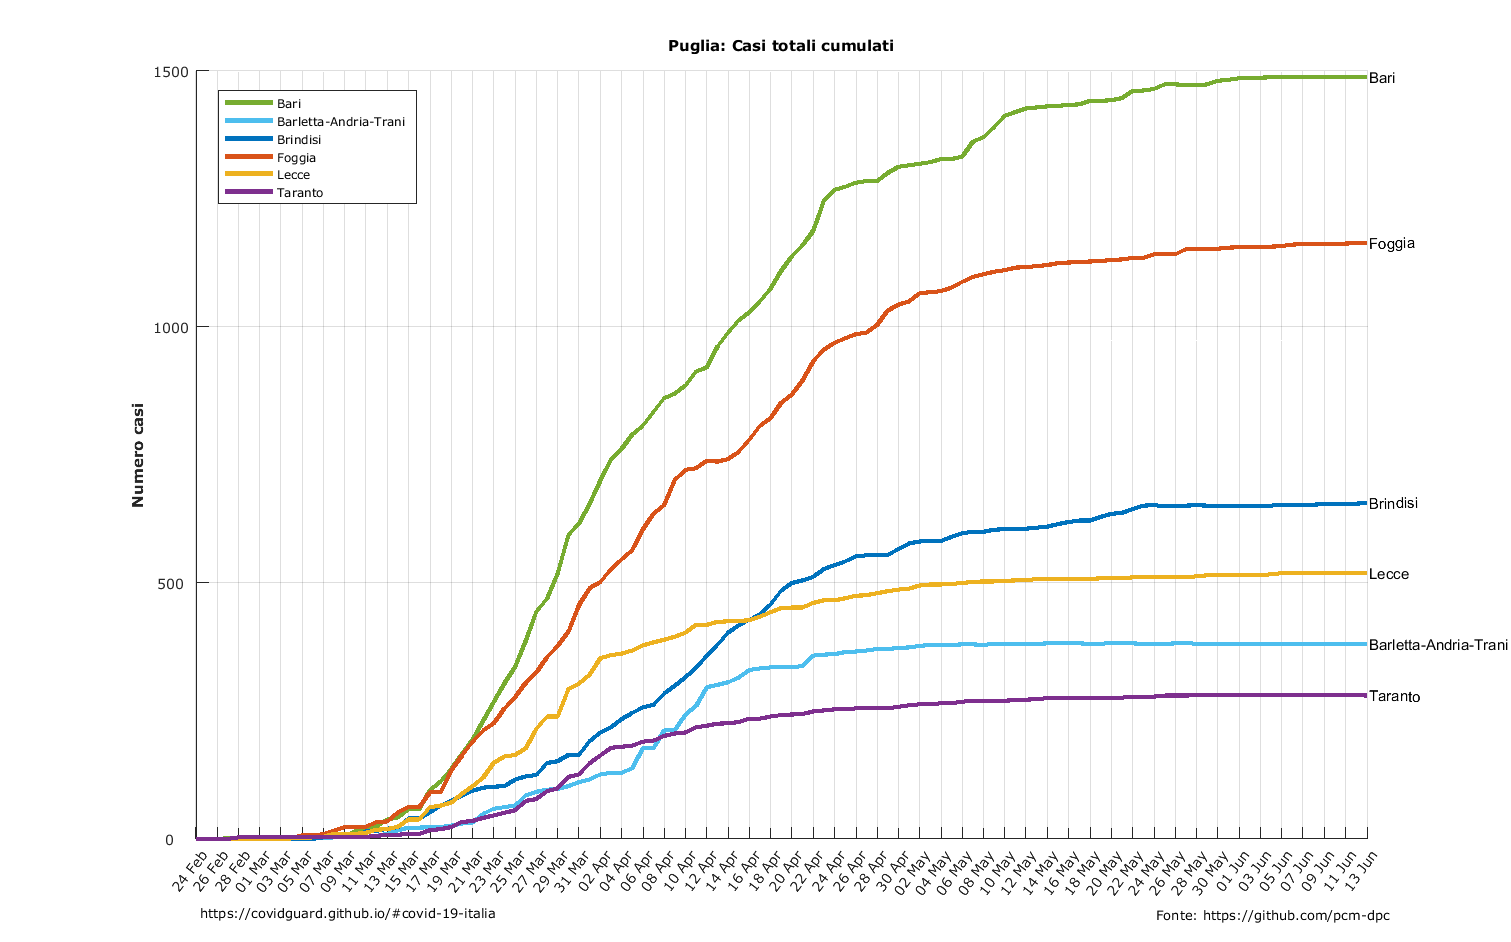 Puglia: Casi totali cumulati
Numero casi
1500
1000
500
0
Bari
Barletta-Andria-Trani
Brindisi
Foggia
Lecce
Taranto
Bari
Foggia
Brindisi
Lecce
Barletta-Andria-Trani
Taranto
24 Feb
26 Feb
28 Feb
01 Mar
03 Mar
05 Mar
07 Mar
09 Mar
11 Mar
13 Mar
15 Mar
17 Mar
19 Mar
21 Mar
23 Mar
25 Mar
27 Mar
29 Mar
31 Mar
02 Apr
04 Apr
06 Apr
08 Apr
10 Apr
12 Apr
14 Apr
16 Apr
18 Apr
20 Apr
22 Apr
24 Apr
26 Apr
28 Apr
30 Apr
02 May
04 May
06 May
08 May
10 May
12 May
14 May
16 May
18 May
20 May
22 May
24 May
26 May
28 May
30 May
01 Jun
03 Jun
05 Jun
07 Jun
09 Jun
11 Jun
13 Jun
https://covidguard.github.io/#covid-19-italia
Fonte: https://github.com/pcm-dpc